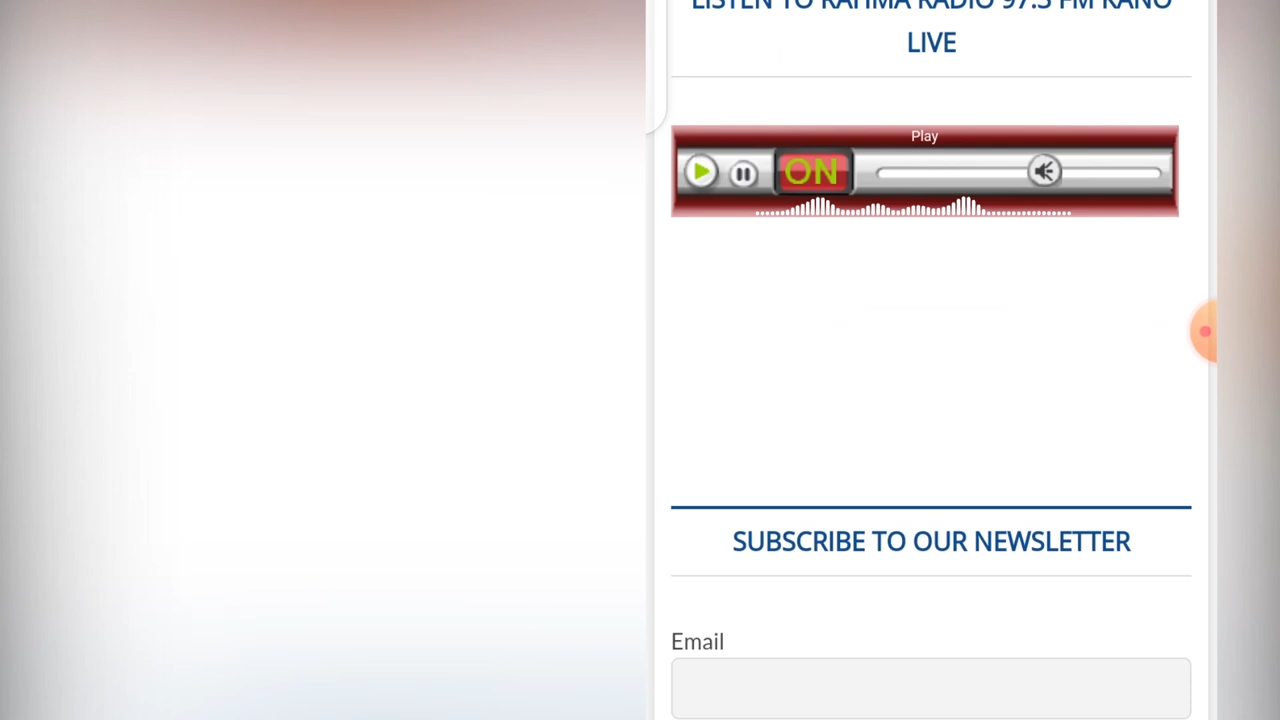 LISTEN TO RAHMA RADIO 97.3 FM KANO
LIVE
Play
ON
SUBSCRIBE TO OUR NEWSLETTER
Email